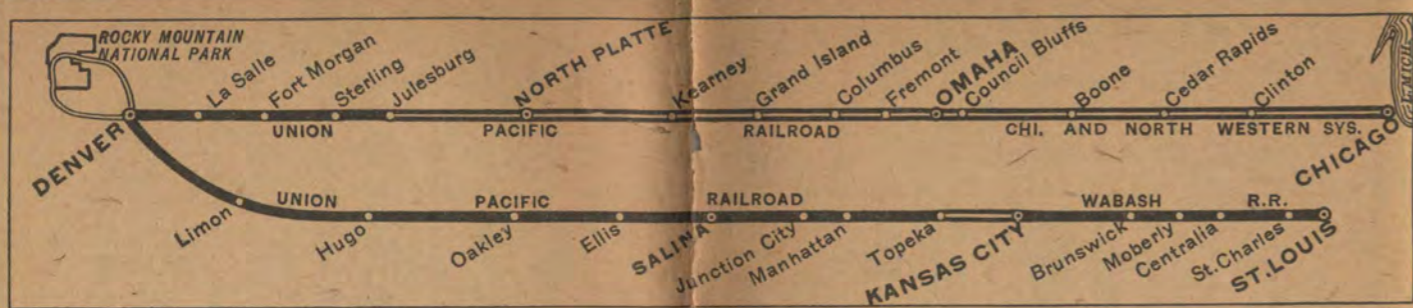 ROCKY MOUNTAIN
NATIONAL PARK
DENVER
La Salle
Fort Morgan
Sterling
Julesburg
NORTH PLATTE
Kearney
Grand Island
Columbus
Fremont
OMAHA
Council Bluffs
Boone
Cedar Rapids
Clinton
CHICAGO
L. MICH.
UNION PACIFIC RAILROAD CHI. AND NORTH WESTERN SYS.
UNION PACIFIC RAILROAD WABASH R.R.
Limon
Hugo
Oakley
Ellis
SALINA
Junction City
Manhattan
Topeka
KANSAS CITY
Brunswick
Moberly
Centralia
St. Charles
ST. LOUIS